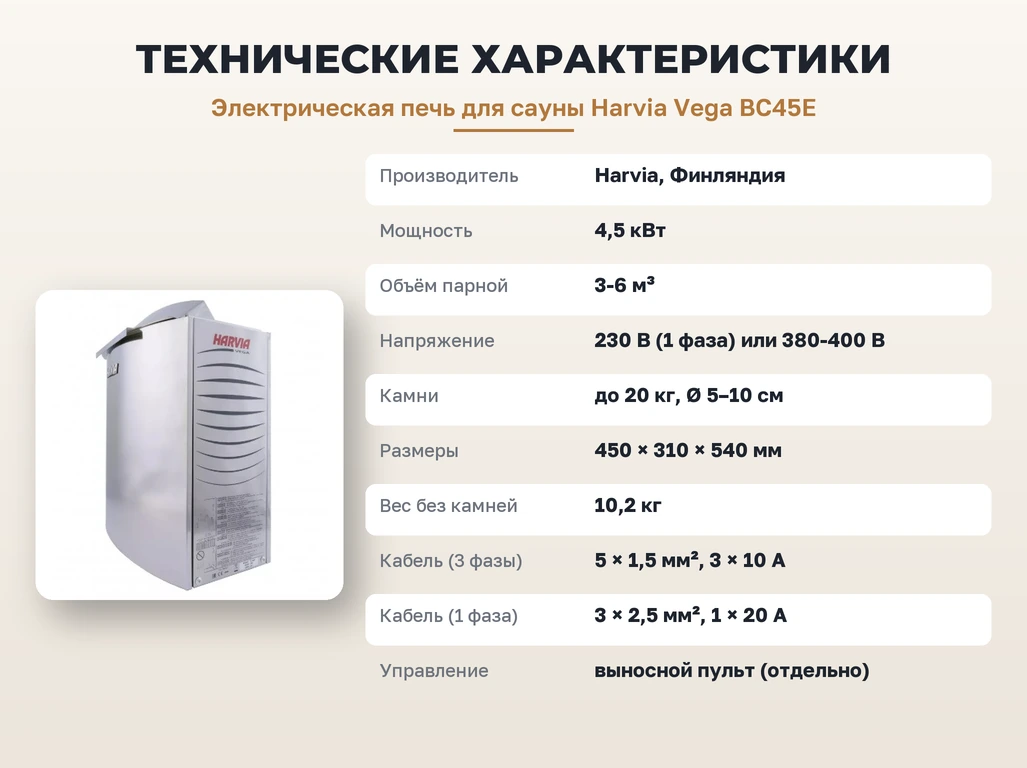 ТЕХНИЧЕСКИЕ ХАРАКТЕРИСТИКИ
Электрическая печь для сауны Harvia Vega BC45E
Производитель Harvia, Финляндия
Мощность 4,5 кВт
Объём парной 3-6 м³
Напряжение 230 В (1 фаза) или 380-400 В
Камни до 20 кг, Ø 5–10 см
Размеры 450 × 310 × 540 мм
Вес без камней 10,2 кг
Кабель (3 фазы) 5 × 1,5 мм², 3 × 10 А
Кабель (1 фаза) 3 × 2,5 мм², 1 × 20 А
Управление выносной пульт (отдельно)
HARVIA